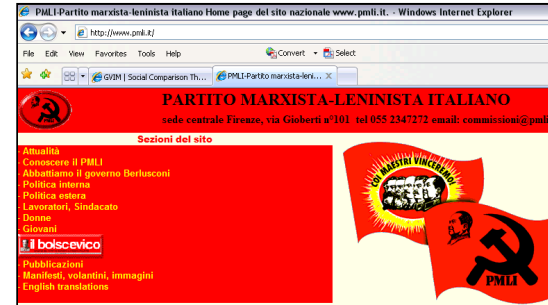 PMLI-Partito marxista-leninista italiano Home page del sito nazionale www.pmli.it. - Windows Internet Explorer
http://www.pmli.it/
File Edit View Favorites Tools Help Convert Select
GVIM | Social Comparison Th... PMLI-Partito marxista-leni... X
PARTITO MARXISTA-LENINISTA ITALIANO
sede centrale Firenze, via Gioberti n°101 tel 055 2347272 email: commissioni@pmli
Sezioni del sito
- Attualità
- Conoscere il PMLI
- Abbattiamo il governo Berlusconi
- Politica interna
- Politica estera
- Lavoratori, Sindacato
- Donne
- Giovani
il bolscevico
- Pubblicazioni
- Manifesti, volantini, immagini
- English translations
COI MAESTRI VINCEREMO!
PMLI